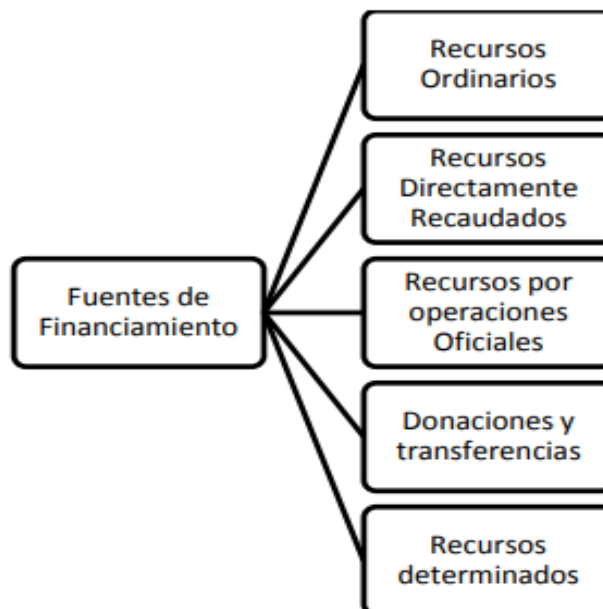 Recursos
Ordinarios
Recursos
Directamente
Recaudados
Fuentes de
Financiamiento
Recursos por
operaciones
Oficiales
Donaciones y
transferencias
Recursos
determinados